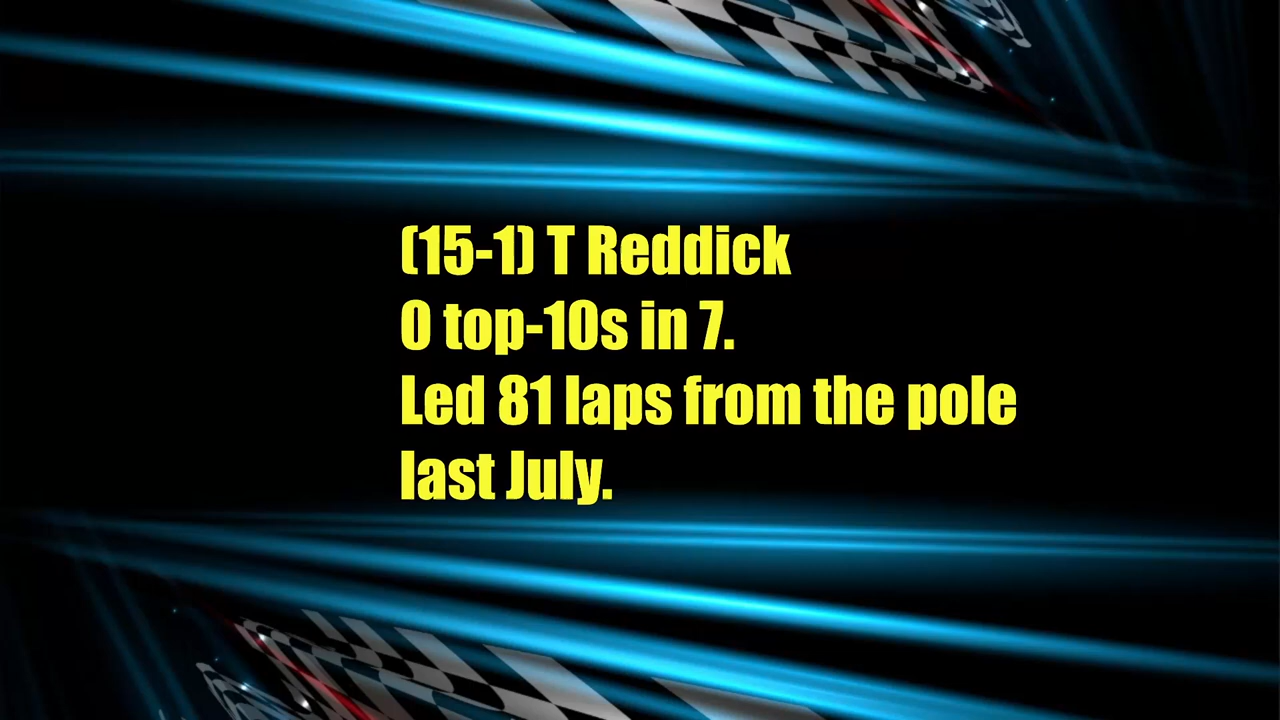 (15-1) T Reddick
0 top-10s in 7.
Led 81 laps from the pole
last July.